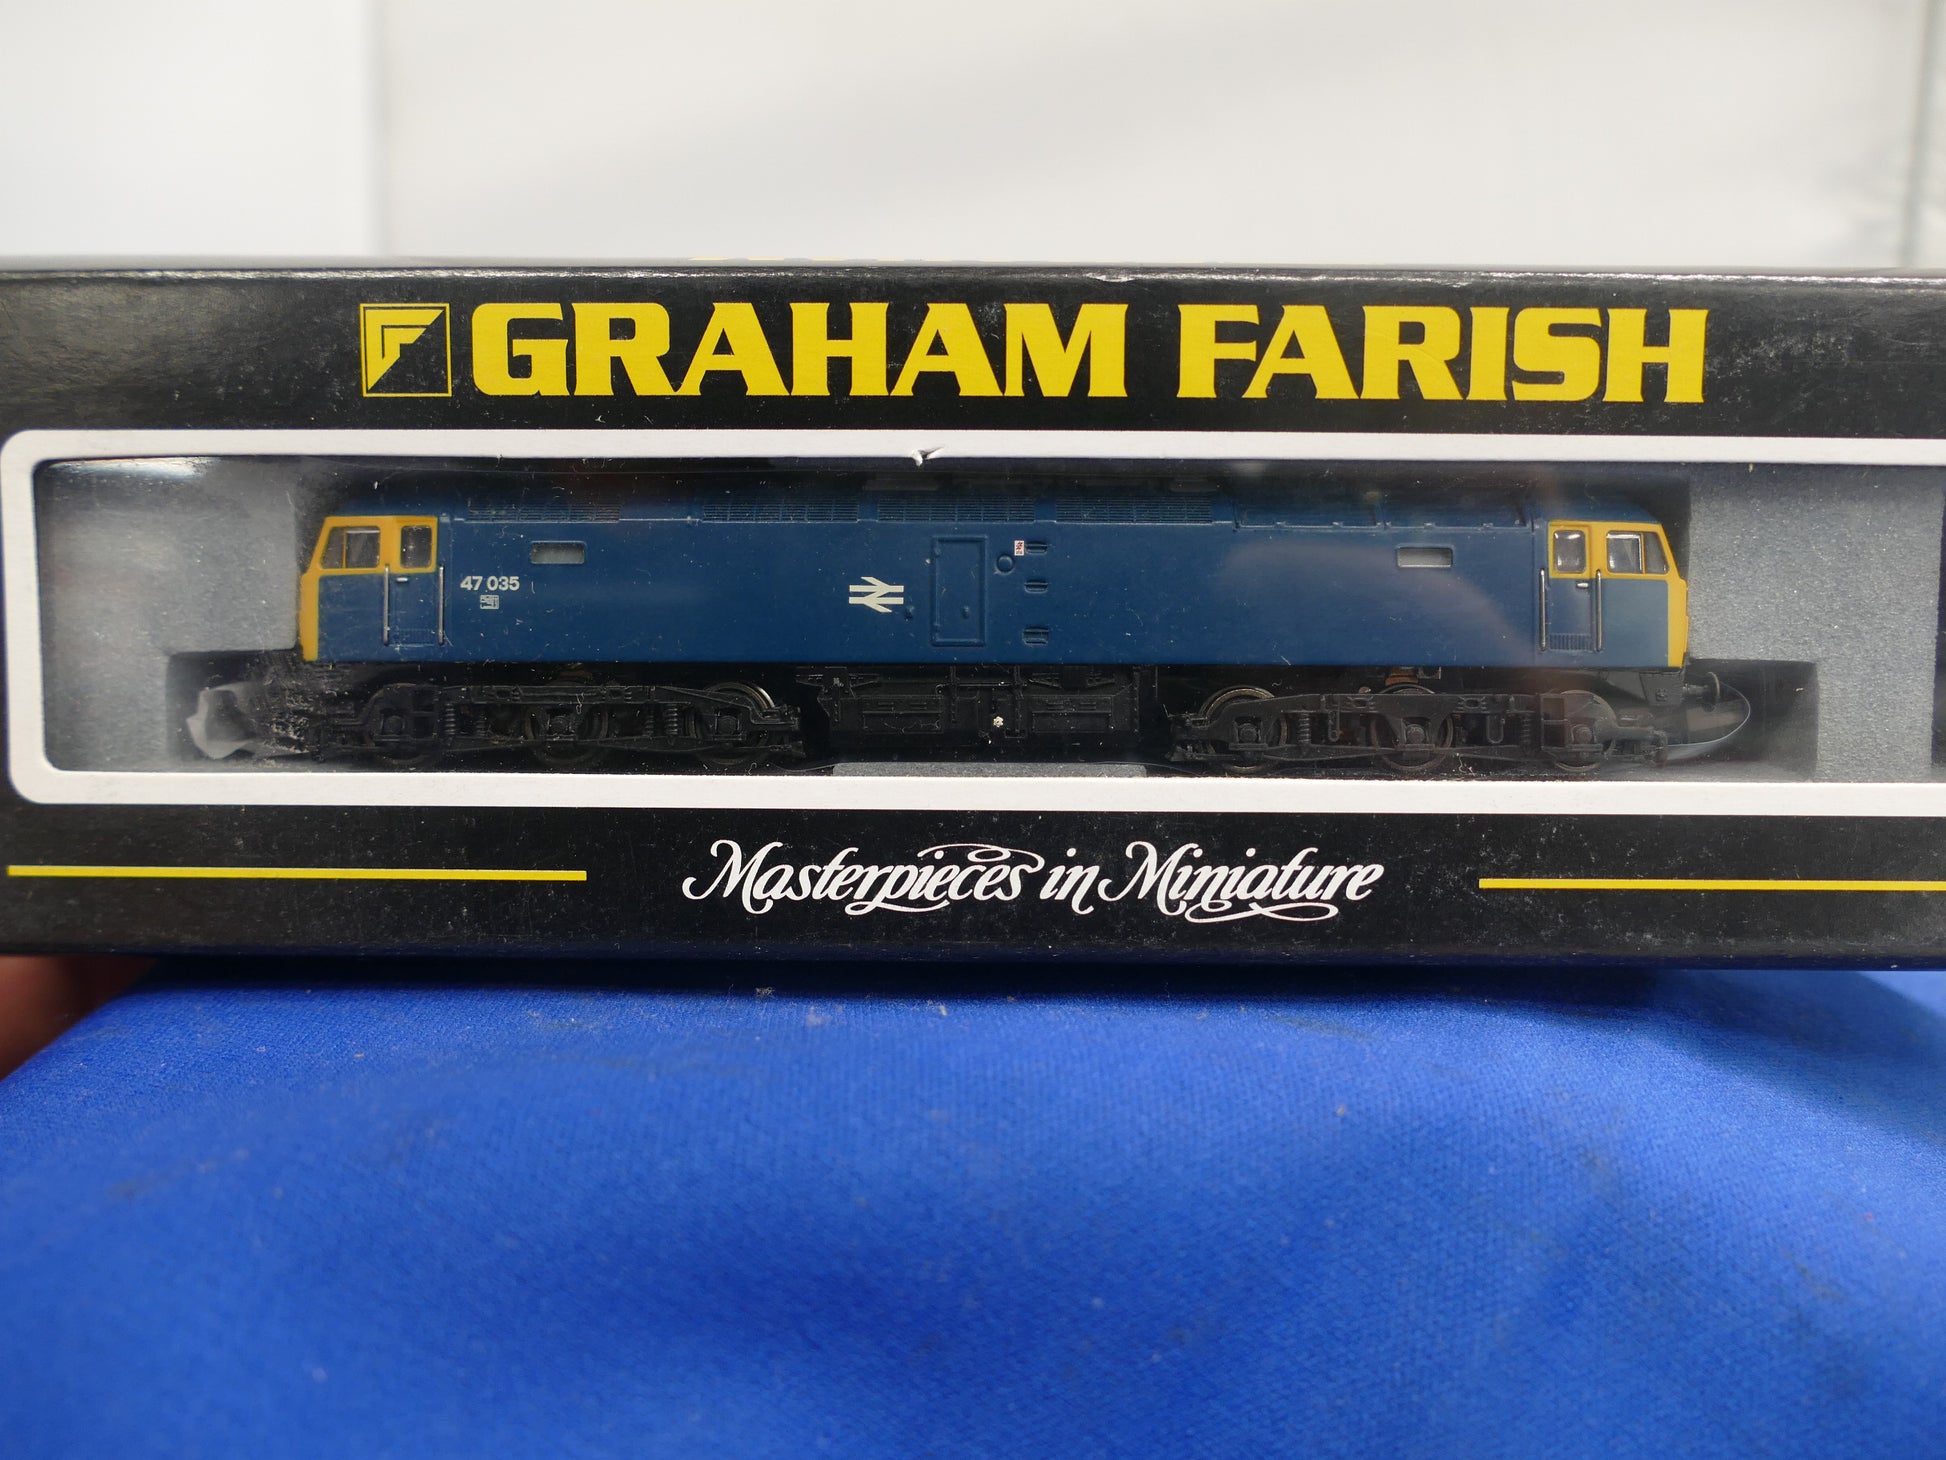 GRAHAM FARISH
47 035
Masterpieces in Miniature